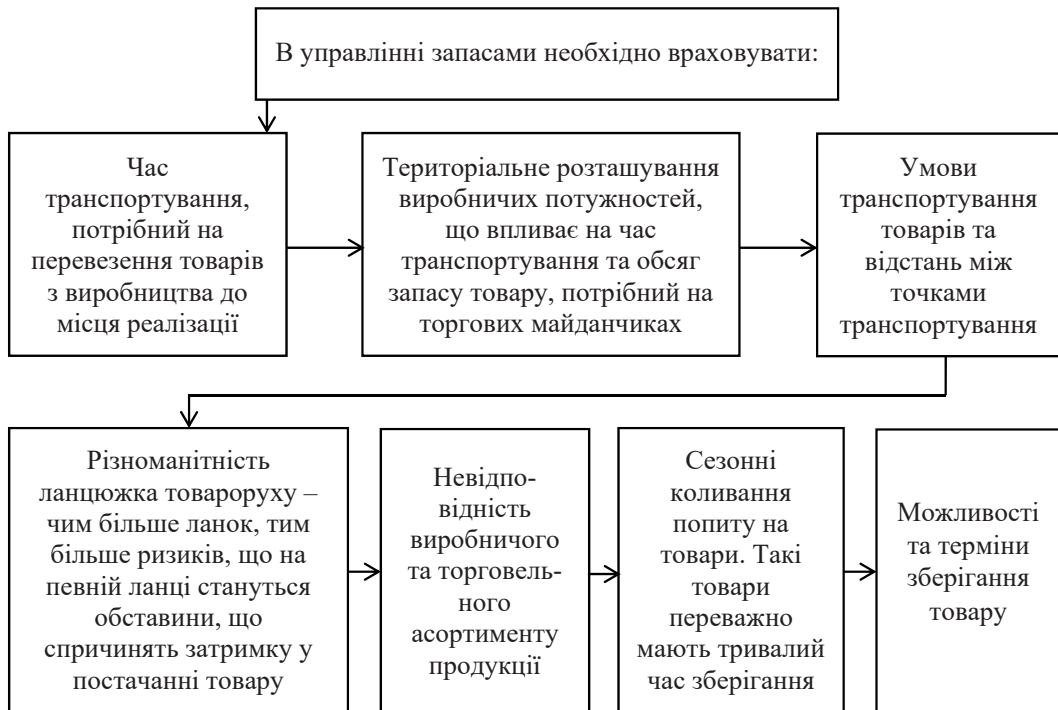 В управлінні запасами необхідно враховувати:
Час
транспортування,
потрібний на
перевезення товарів
з виробництва до
місця реалізації
Територіальне розташування
виробничих потужностей,
що впливає на час
транспортування та обсяг
запасу товару, потрібний на
торгових майданчиках
Умови
транспортування
товарів та
відстань між
точками
транспортування
Різноманітність
ланцюжка товароруху –
чим більше ланок, тим
більше ризиків, що на
певній ланці стануться
обставини, що
спричинять затримку у
постачанні товару
Невідпо-
відність
виробничого
та торговель-
ного
асортименту
продукції
Сезонні
коливання
попиту на
товари. Такі
товари
переважно
мають тривалий
час зберігання
Можливості
та терміни
зберігання
товару